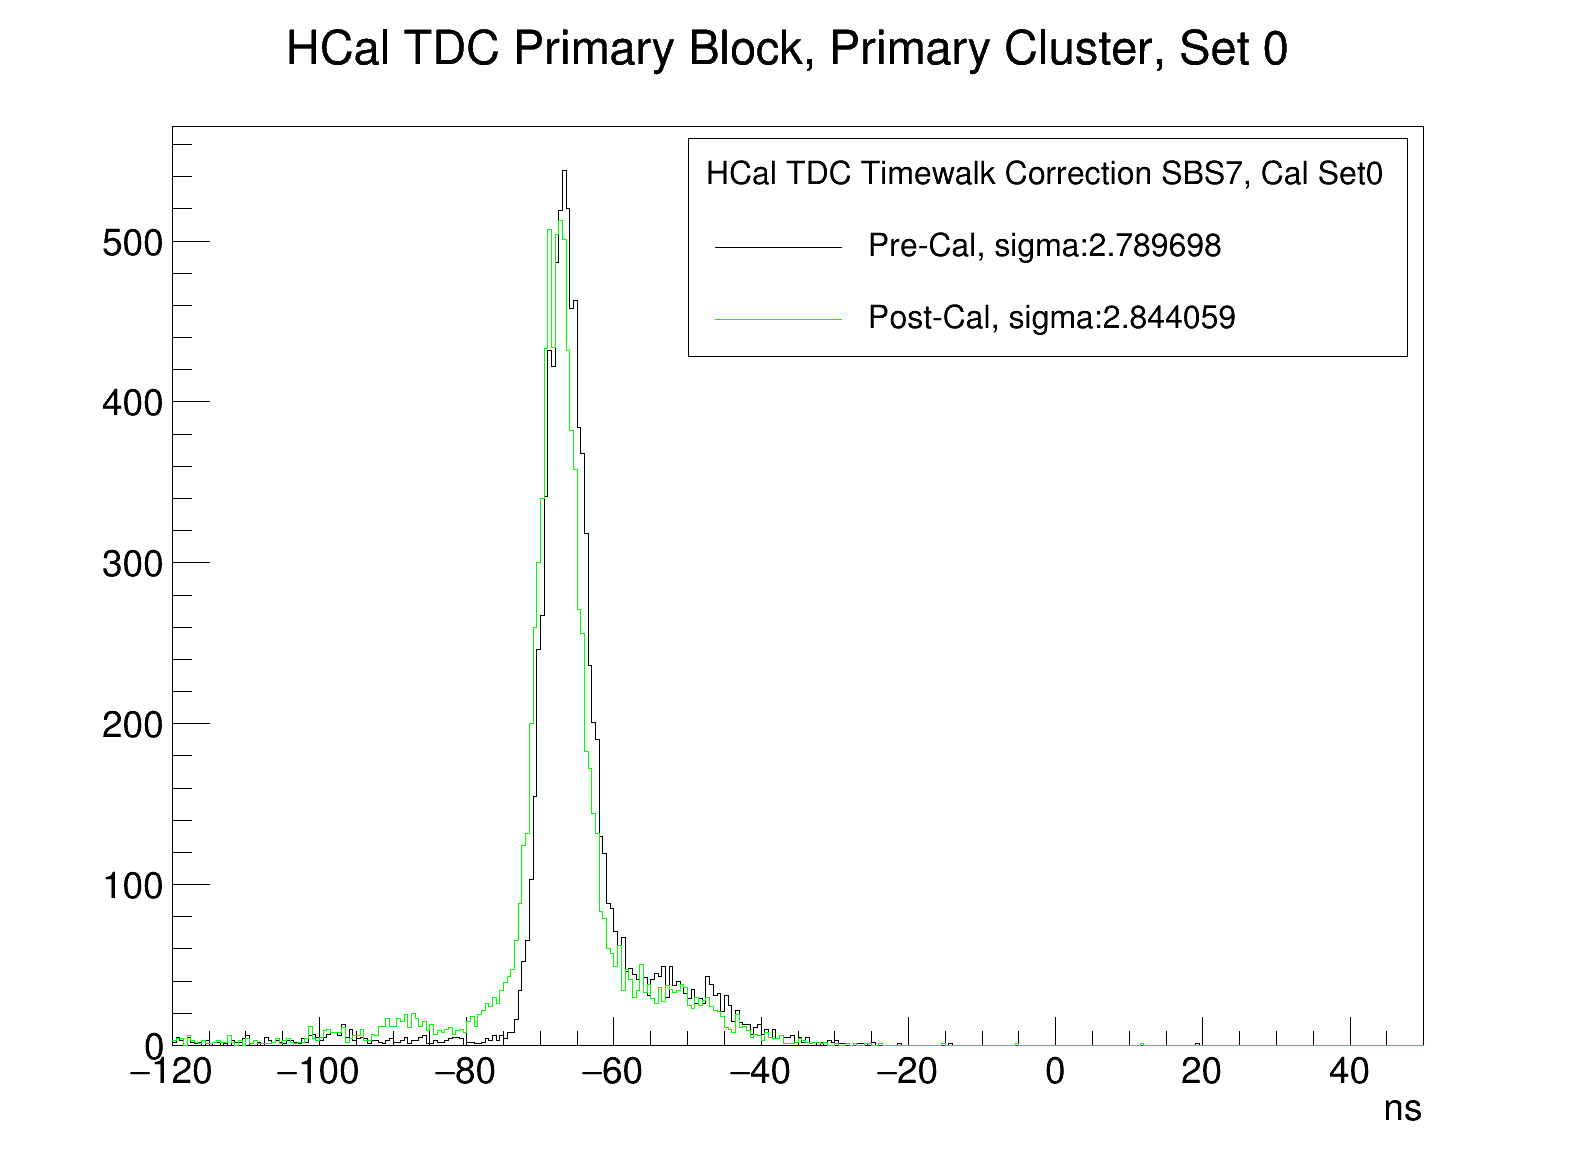 HCal TDC Primary Block, Primary Cluster, Set 0
HCal TDC Timewalk Correction SBS7, Cal Set0
Pre-Cal, sigma:2.789698
Post-Cal, sigma:2.844059
500
400
300
200
100
0
−120 −100 −80 −60 −40 −20 0 20 40
ns